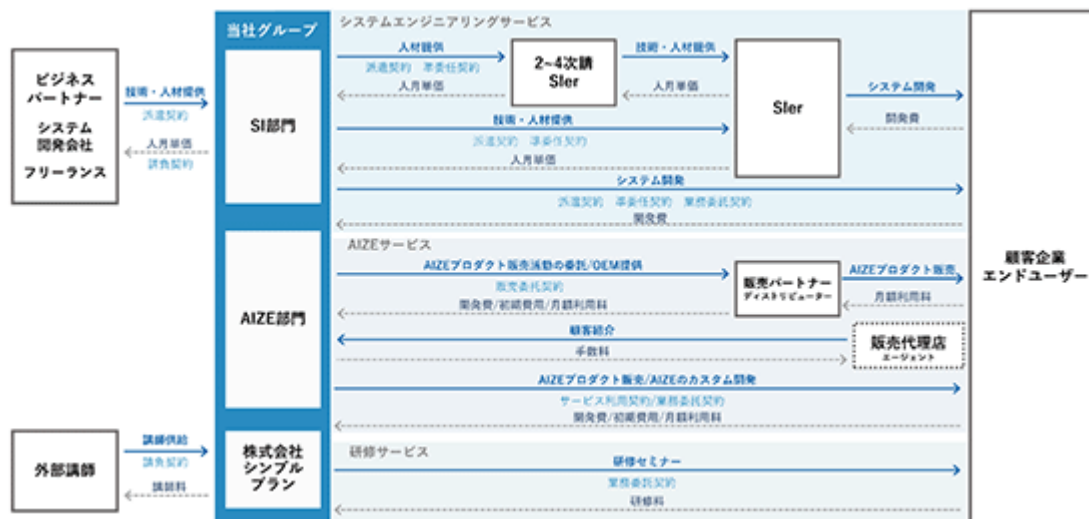 当社グループ
システムエンジニアリングサービス
ビジネス
パートナー
システム
開発会社
フリーランス
技術・人材提供
派遣契約
人月単価
請負契約
SI部門
人材提供
派遣契約 準委任契約
人月単価
2~4次請
SIer
技術・人材提供
人月単価
SIer
システム開発
開発費
技術・人材提供
派遣契約 準委任契約
人月単価
システム開発
派遣契約 準委任契約 業務委託契約
開発費
顧客企業
エンドユーザー
AIZEサービス
AIZE部門
AIZEプロダクト販売活動の委託/OEM提供
販売委託契約
開発費/初期費用/月額利用料
販売パートナー
ディストリビューター
AIZEプロダクト販売
月額利用料
顧客紹介
手数料
販売代理店
エージェント
AIZEプロダクト販売/AIZEのカスタム開発
サービス利用契約/業務委託契約
開発費/初期費用/月額利用料
外部講師
講師供給
請負契約
講師料
株式会社
シンプル
プラン
研修サービス
研修セミナー
業務委託契約
研修料